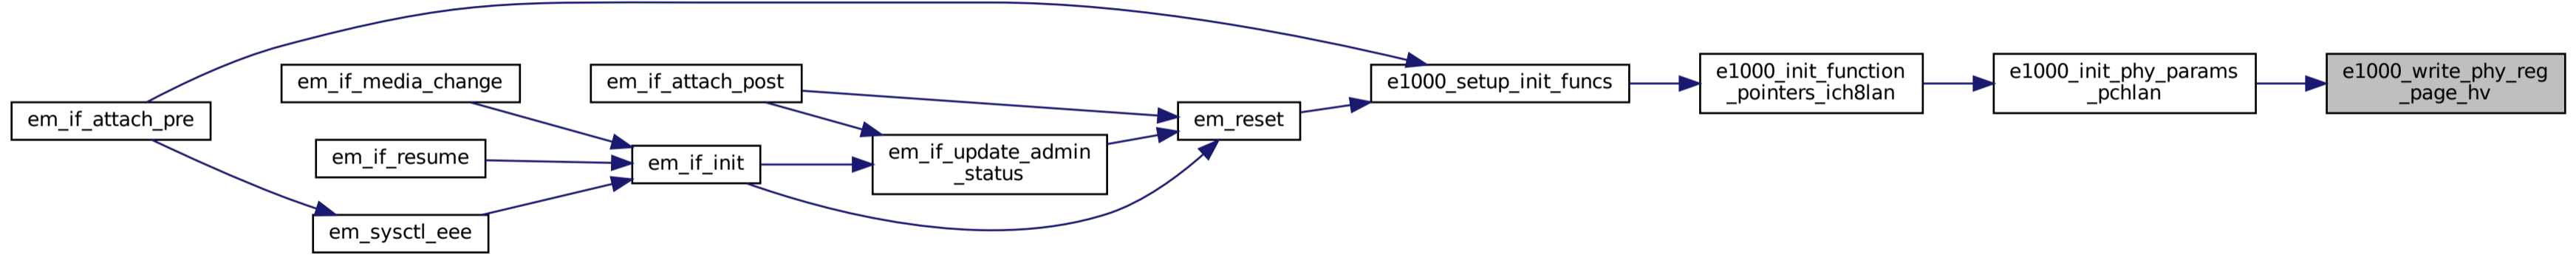 em_if_attach_pre
em_if_media_change
em_if_resume
em_sysctl_eee
em_if_attach_post
em_if_init
em_if_update_admin
_status
em_reset
e1000_setup_init_funcs
e1000_init_function
_pointers_ich8lan
e1000_init_phy_params
_pchlan
e1000_write_phy_reg
_page_hv